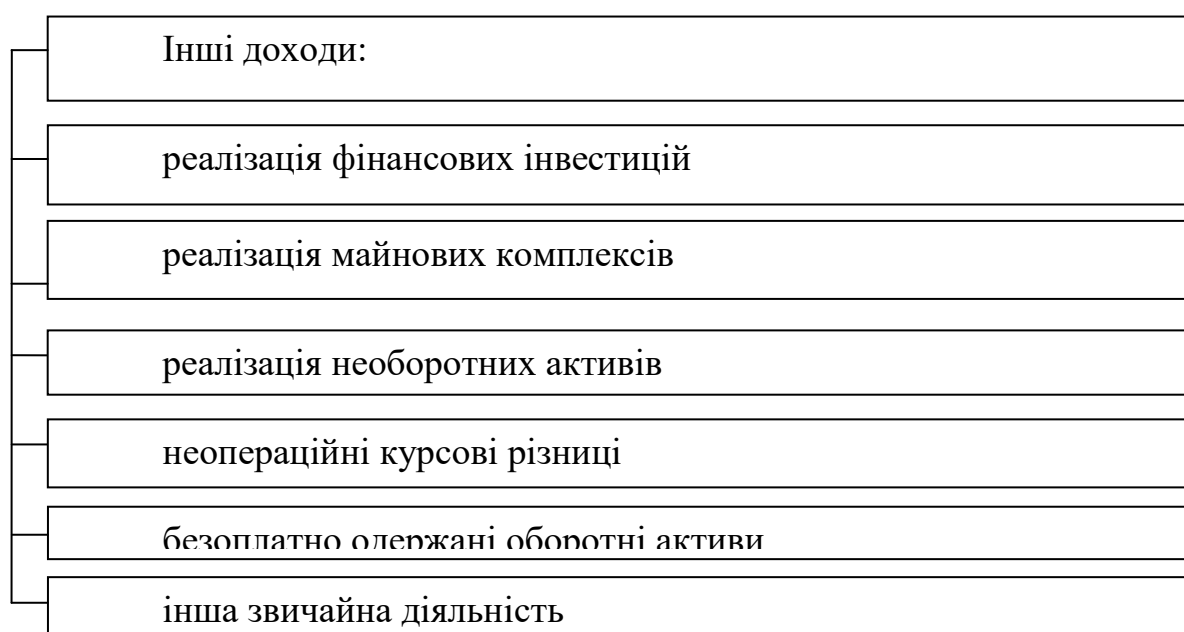 Інші доходи:
реалізація фінансових інвестицій
реалізація майнових комплексів
реалізація необоротних активів
неопераційні курсові різниці
безоплатно одержані оборотні активи
інша звичайна діяльність